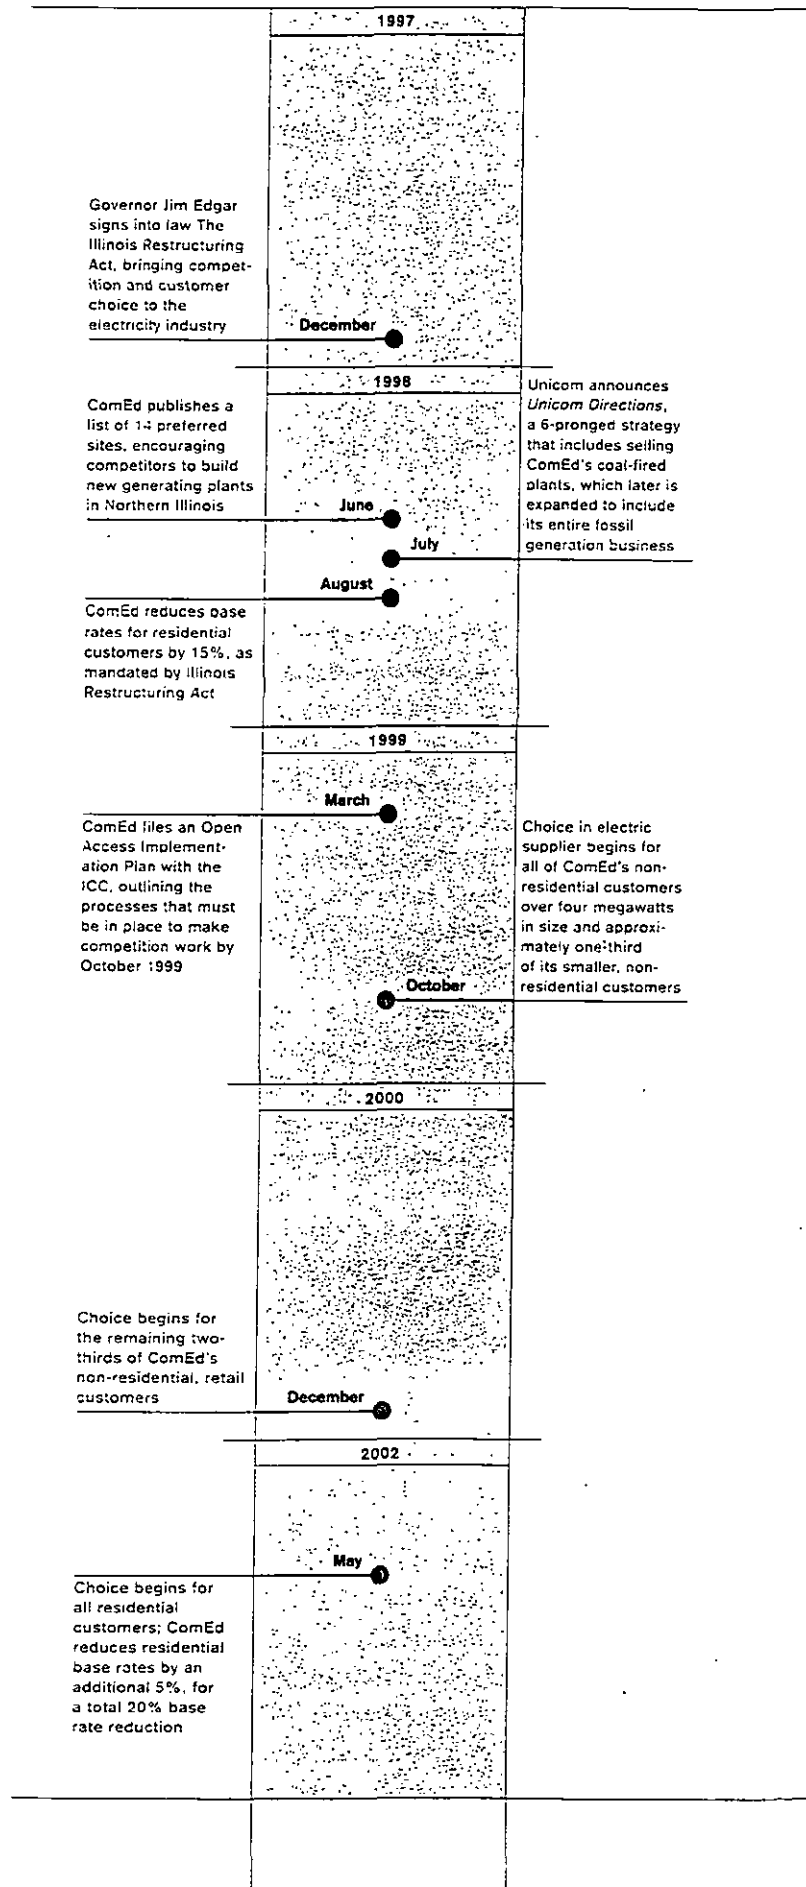 1997
Governor Jim Edgar
signs into law The
Illinois Restructuring
Act, bringing compet-
ition and customer
choice to the
electricity industry
December
1998
ComEd publishes a
list of 14 preferred
sites, encouraging
competitors to build
new generating plants
in Northern Illinois
June
Unicom announces
Unicom Directions,
a 6-pronged strategy
that includes selling
ComEd's coal-fired
plants, which later is
expanded to include
its entire fossil
generation business
July
August
ComEd reduces base
rates for residential
customers by 15%, as
mandated by Illinois
Restructuring Act
1999
March
ComEd files an Open
Access Implement-
ation Plan with the
ICC, outlining the
processes that must
be in place to make
competition work by
October 1999
Choice in electric
supplier begins for
all of ComEd's non-
residential customers
over four megawatts
in size and approxi-
mately one-third
of its smaller, non-
residential customers
October
2000
Choice begins for
the remaining two-
thirds of ComEd's
non-residential, retail
customers
December
2002
May
Choice begins for
all residential
customers; ComEd
reduces residential
base rates by an
additional 5%, for
a total 20% base
rate reduction